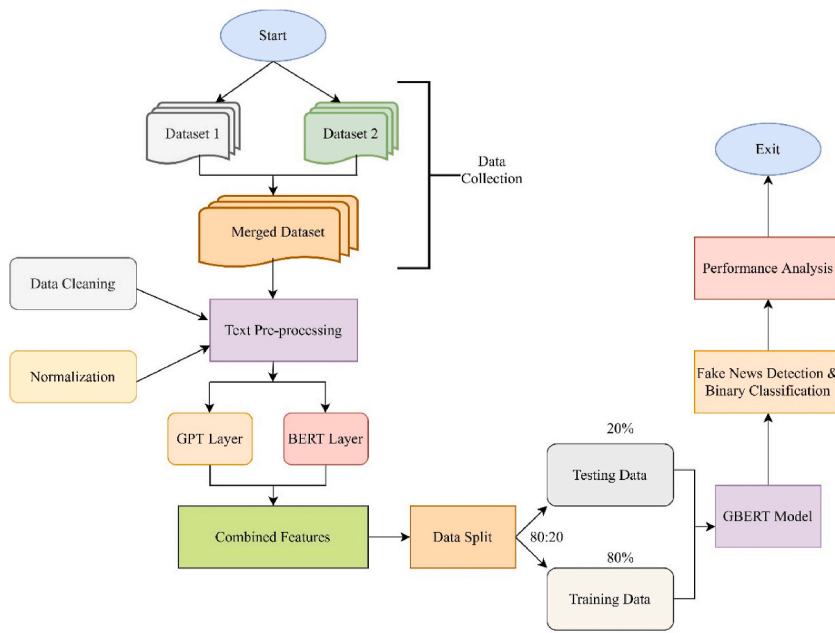 Start
Dataset 1
Dataset 2
Data
Collection
Merged Dataset
Data Cleaning
Text Pre-processing
Normalization
GPT Layer
BERT Layer
Combined Features
Data Split
80:20
20%
Testing Data
80%
Training Data
GBERT Model
Fake News Detection &
Binary Classification
Performance Analysis
Exit